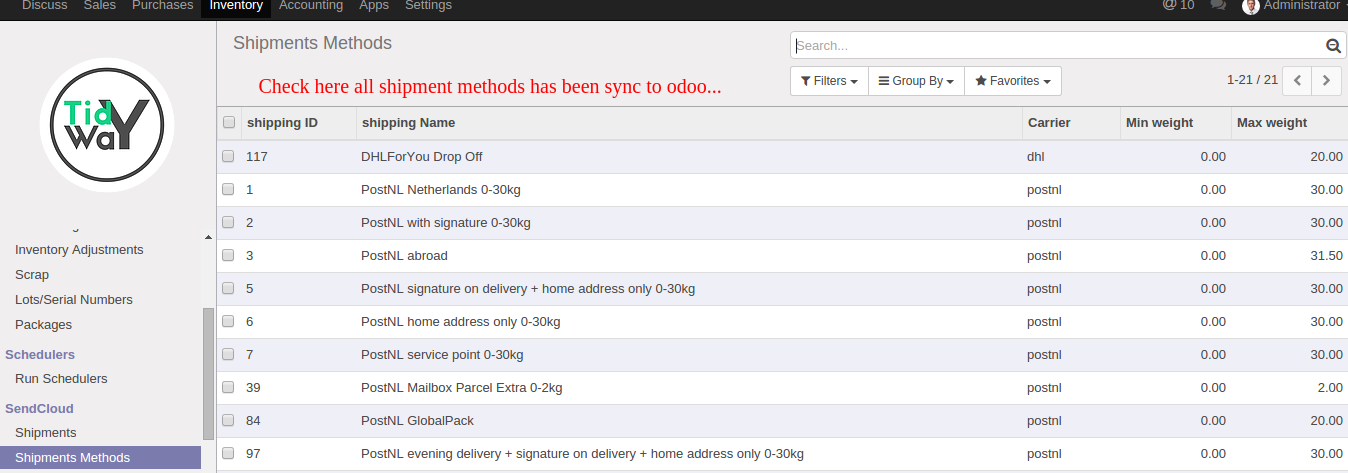 Discuss Sales Purchases Inventory Accounting Apps Settings @ 10 Administrator
Shipments Methods
Search...
Check here all shipment methods has been sync to odoo...
Filters Group By Favorites 1-21 / 21
TidY
Way
Inventory Adjustments
Scrap
Lots/Serial Numbers
Packages
Schedulers
Run Schedulers
SendCloud
Shipments
Shipments Methods
shipping ID shipping Name Carrier Min weight Max weight
117 DHLForYou Drop Off dhl 0.00 20.00
1 PostNL Netherlands 0-30kg postnl 0.00 30.00
2 PostNL with signature 0-30kg postnl 0.00 30.00
3 PostNL abroad postnl 0.00 31.50
5 PostNL signature on delivery + home address only 0-30kg postnl 0.00 30.00
6 PostNL home address only 0-30kg postnl 0.00 30.00
7 PostNL service point 0-30kg postnl 0.00 30.00
39 PostNL Mailbox Parcel Extra 0-2kg postnl 0.00 2.00
84 PostNL GlobalPack postnl 0.00 20.00
97 PostNL evening delivery + signature on delivery + home address only 0-30kg postnl 0.00 30.00